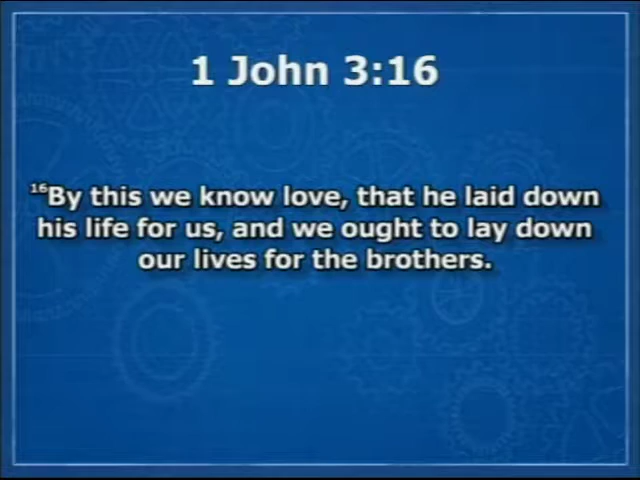 1 John 3:16
16By this we know love, that he laid down
his life for us, and we ought to lay down
our lives for the brothers.